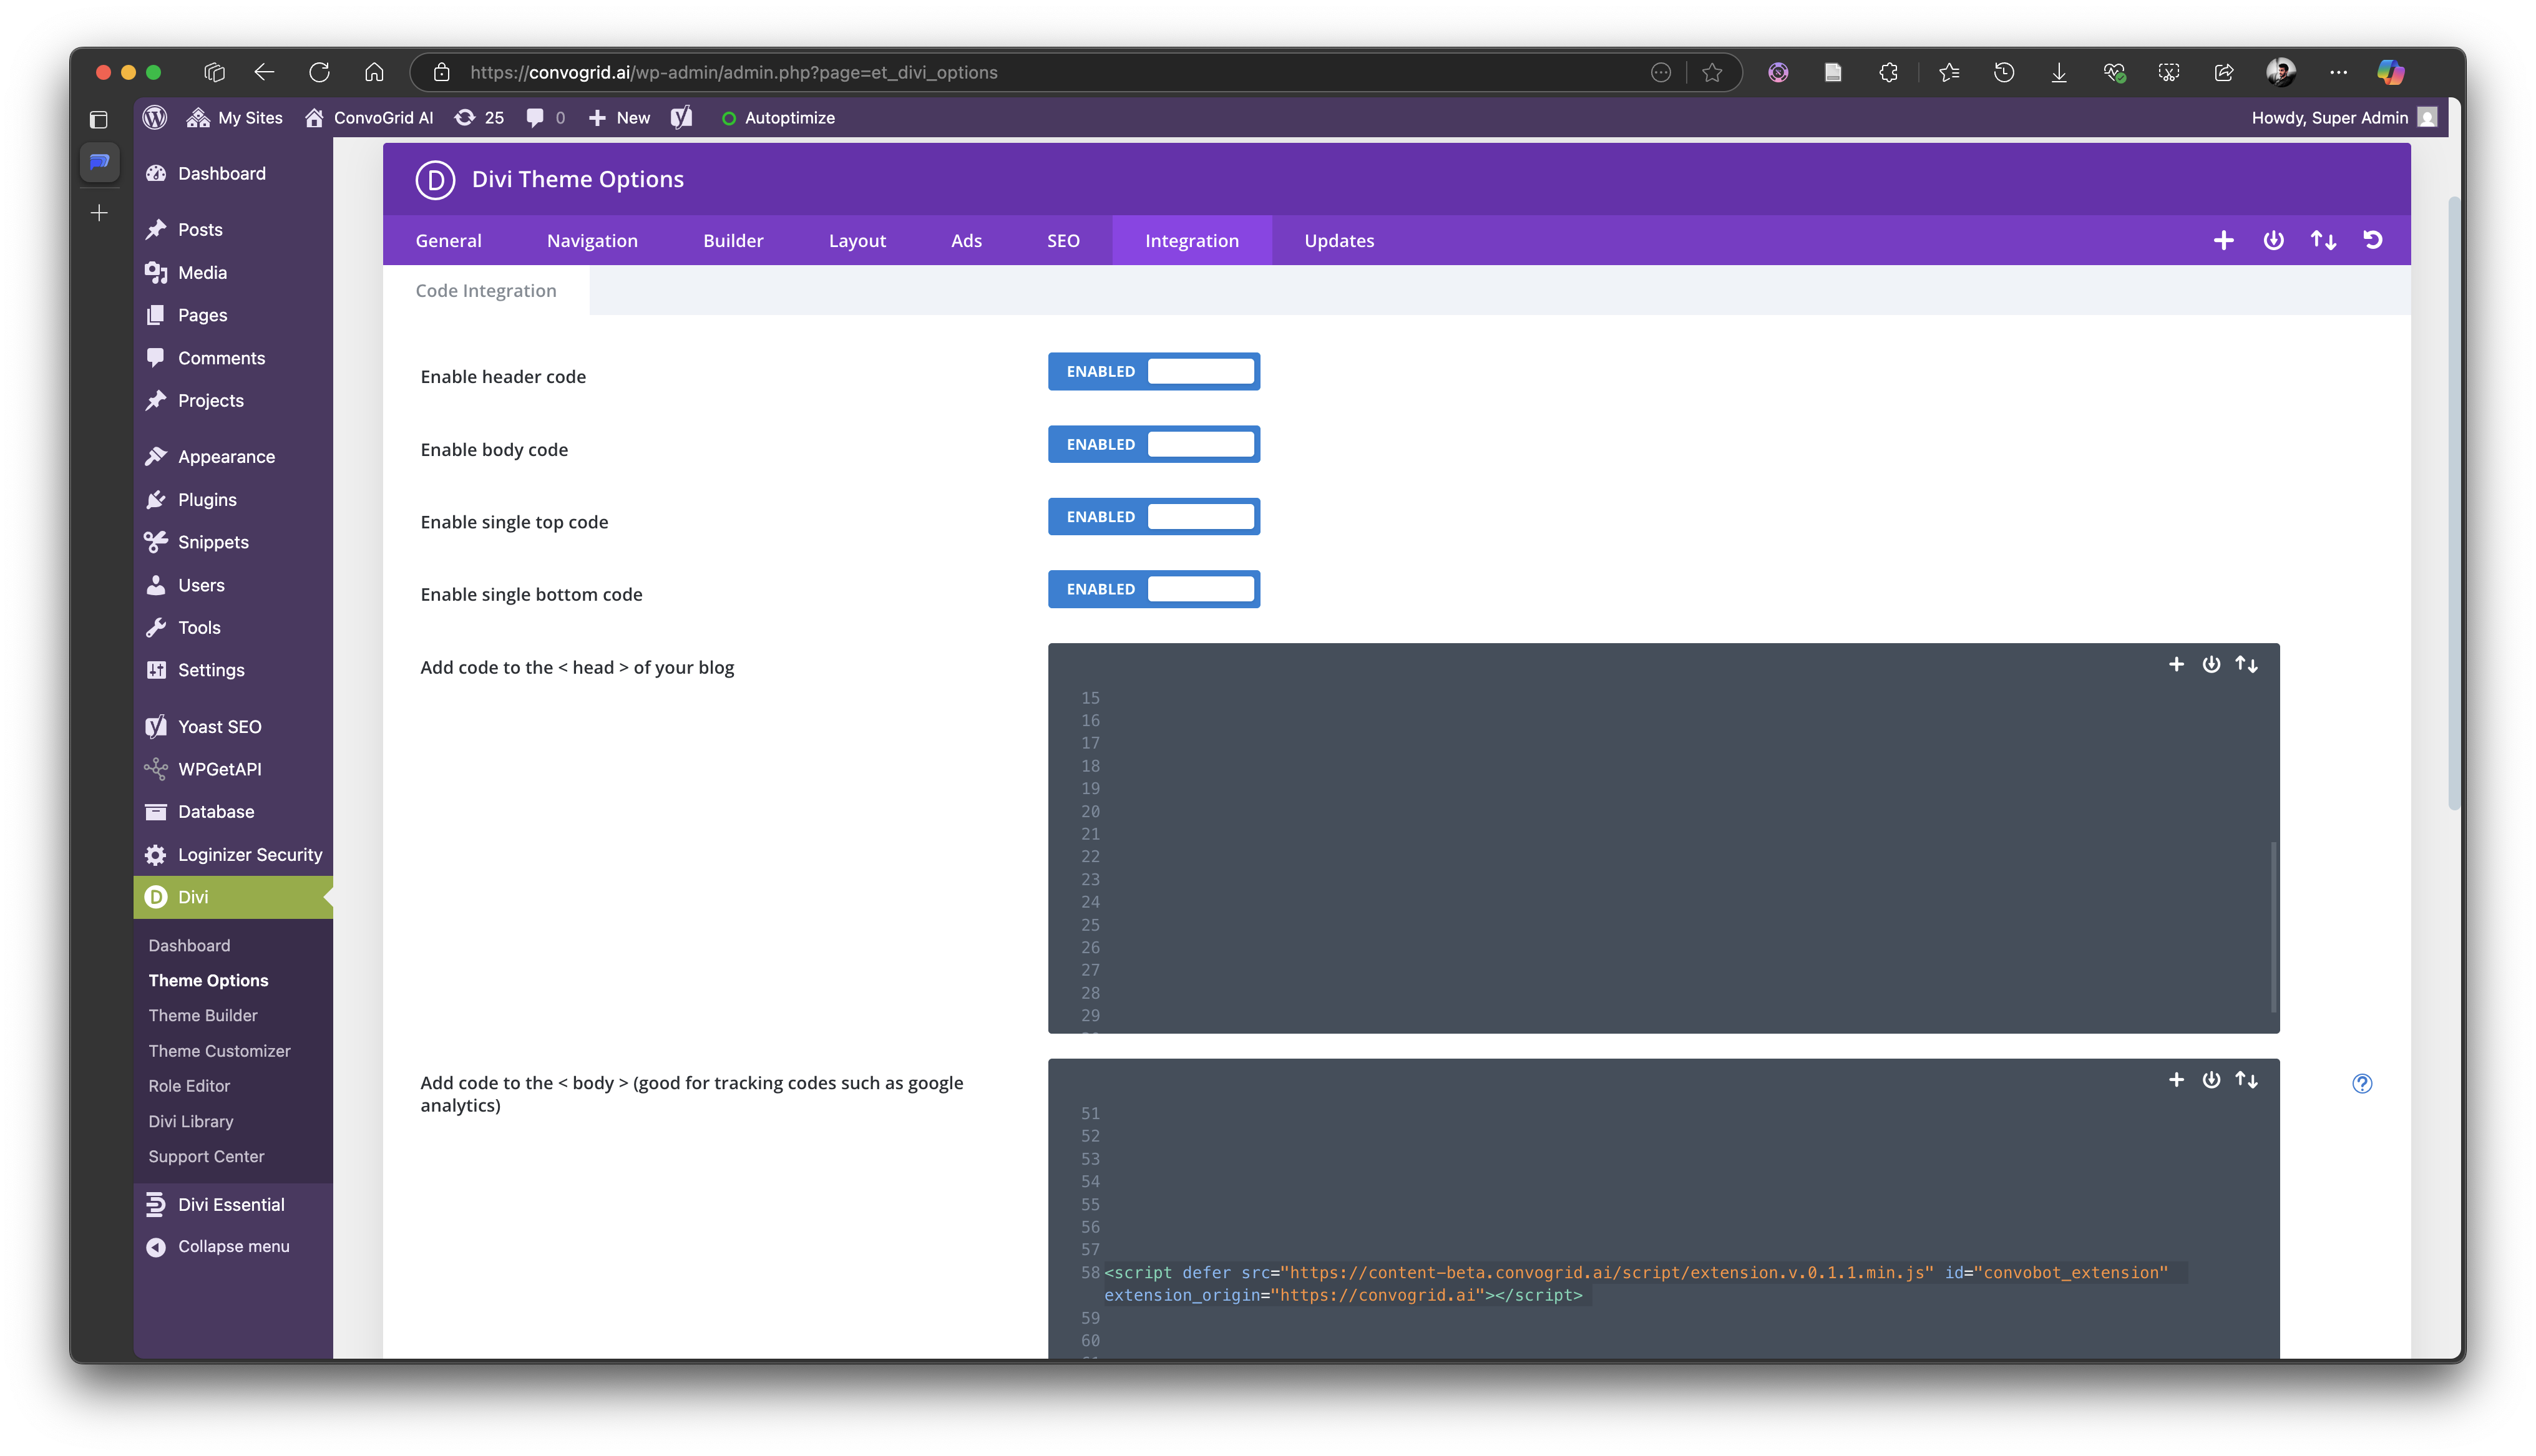 https://convogrid.ai/wp-admin/admin.php?page=et_divi_options
My Sites
ConvoGrid AI
25
0
New
Autoptimize
Howdy, Super Admin
Dashboard
Posts
Media
Pages
Comments
Projects
Appearance
Plugins
Snippets
Users
Tools
Settings
Yoast SEO
WPGetAPI
Database
Loginizer Security
Divi
Dashboard
Theme Options
Theme Builder
Theme Customizer
Role Editor
Divi Library
Support Center
Divi Essential
Collapse menu
D Divi Theme Options
General
Navigation
Builder
Layout
Ads
SEO
Integration
Updates
Code Integration
Enable header code
ENABLED
Enable body code
ENABLED
Enable single top code
ENABLED
Enable single bottom code
ENABLED
Add code to the < head > of your blog
15
16
17
18
19
20
21
22
23
24
25
26
27
28
29
Add code to the < body > (good for tracking codes such as google
analytics)
51
52
53
54
55
56
57
58 <script defer src="https://content-beta.convogrid.ai/script/extension.v.0.1.1.min.js" id="convobot_extension"
extension_origin="https://convogrid.ai"></script>
59
60
?